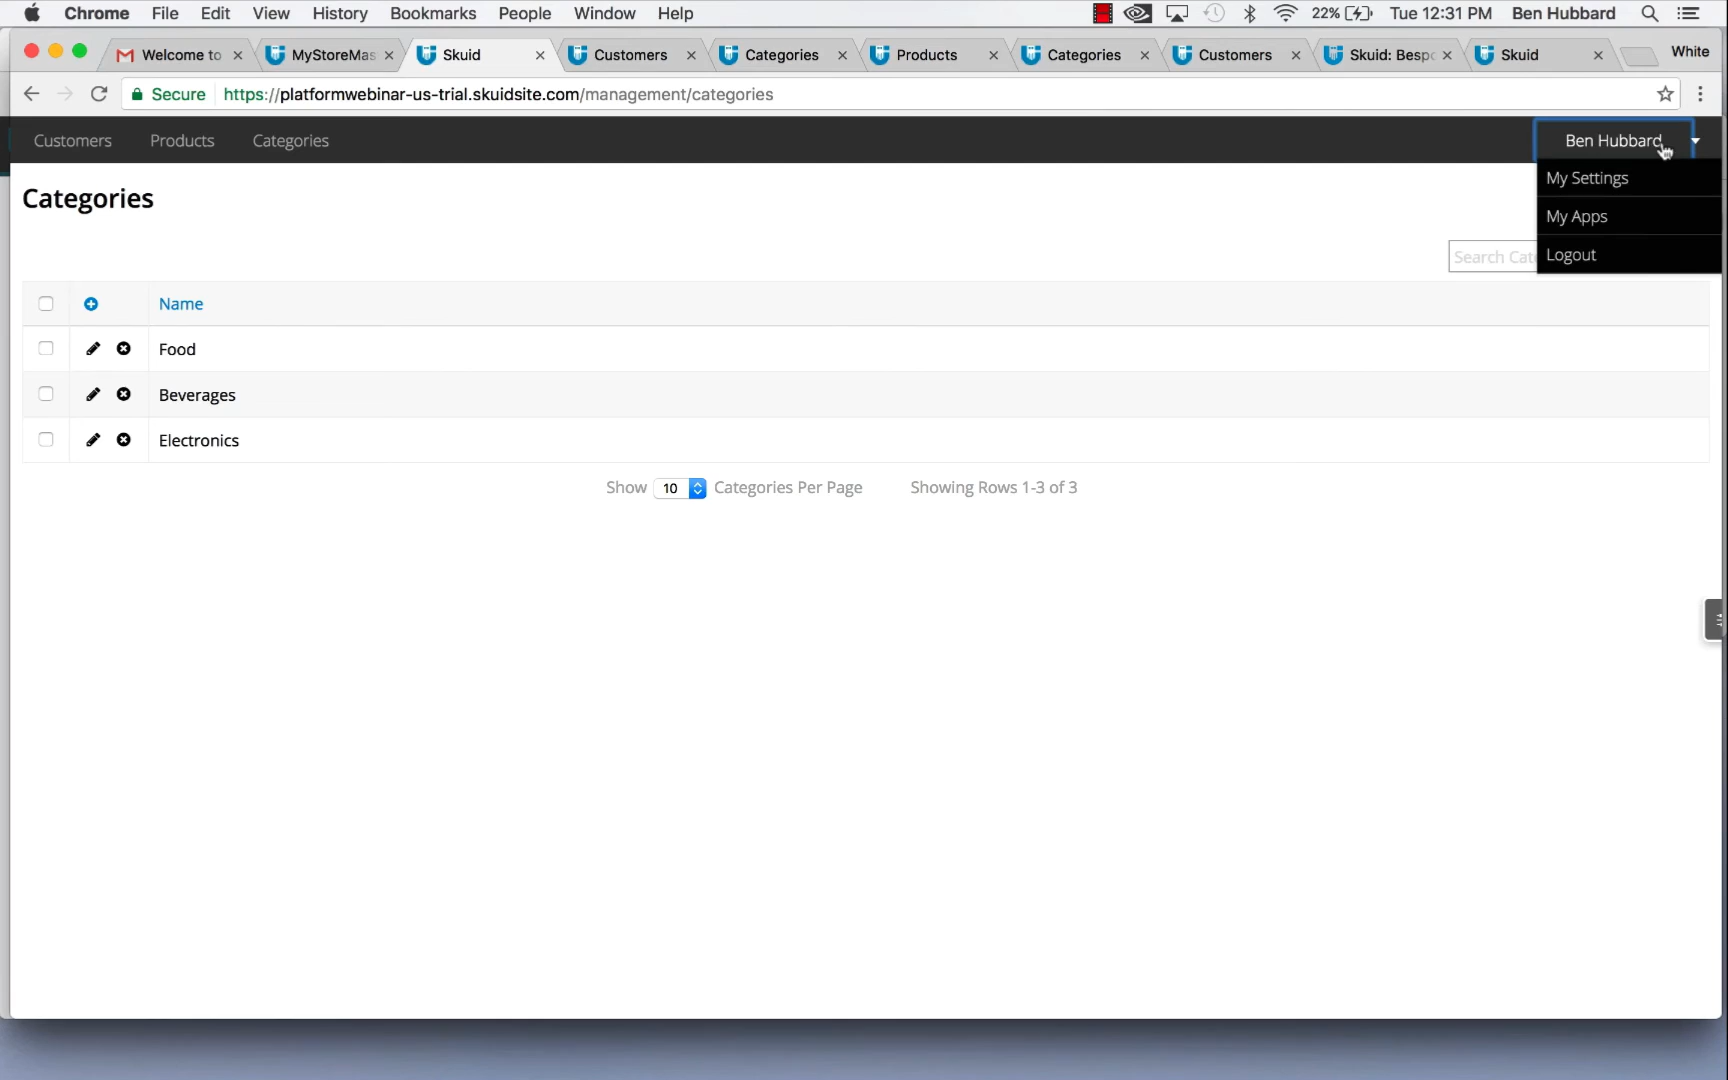 Chrome File Edit View History Bookmarks People Window Help 22% Tue 12:31 PM Ben Hubbard
Welcome to MyStoreMas Skuid Customers Categories Products Categories Customers Skuid: Bespo Skuid White
Secure https://platformwebinar-us-trial.skuidsite.com/management/categories
Customers Products Categories Ben Hubbard
My Settings
My Apps
Logout
Categories
Search Cate
Name
Food
Beverages
Electronics
Show 10 Categories Per Page Showing Rows 1-3 of 3